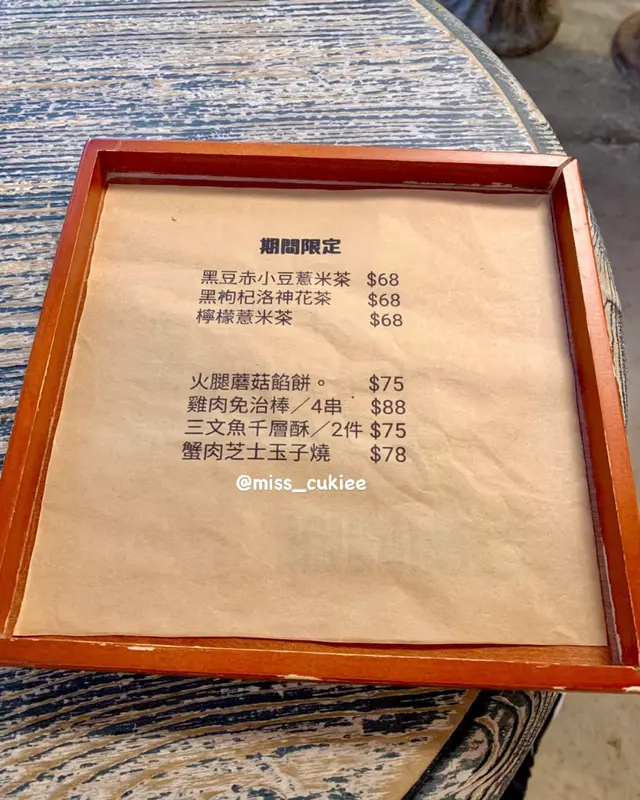 期間限定
黑豆赤小豆薏米茶 $68
黑枸杞洛神花茶 $68
檸檬薏米茶 $68
火腿蘑菇餡餅。 $75
雞肉免治棒／4串 $88
三文魚千層酥／2件 $75
蟹肉芝士玉子燒 $78
@miss_cukiee